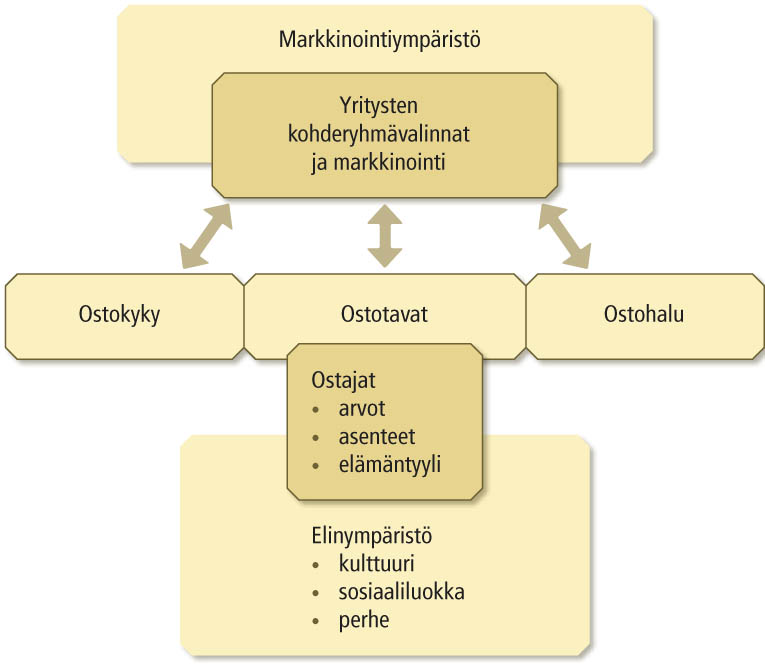 Markkinointiympäristö
Yritysten
kohderyhmävalinnat
ja markkinointi
Ostokyky
Ostotavat
Ostohalu
Ostajat
• arvot
• asenteet
• elämäntyyli
Elinympäristö
• kulttuuri
• sosiaaliluokka
• perhe